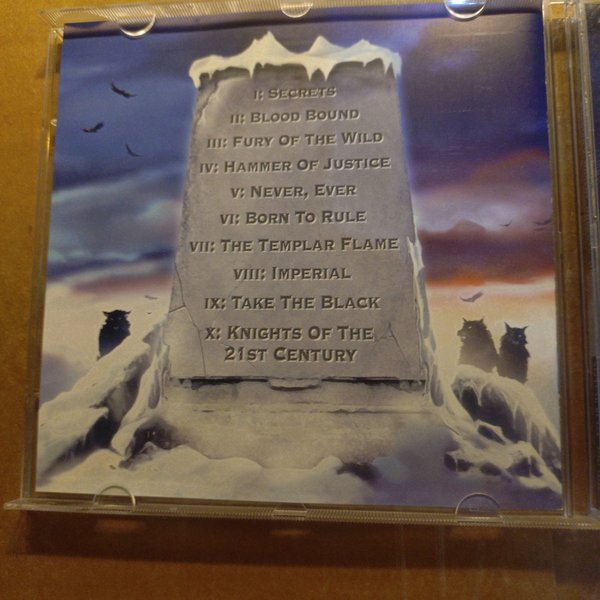 I: Secrets
II: Blood Bound
III: Fury Of The Wild
IV: Hammer Of Justice
V: Never, Ever
VI: Born To Rule
VII: The Templar Flame
VIII: Imperial
IX: Take The Black
X: Knights Of The
21st Century